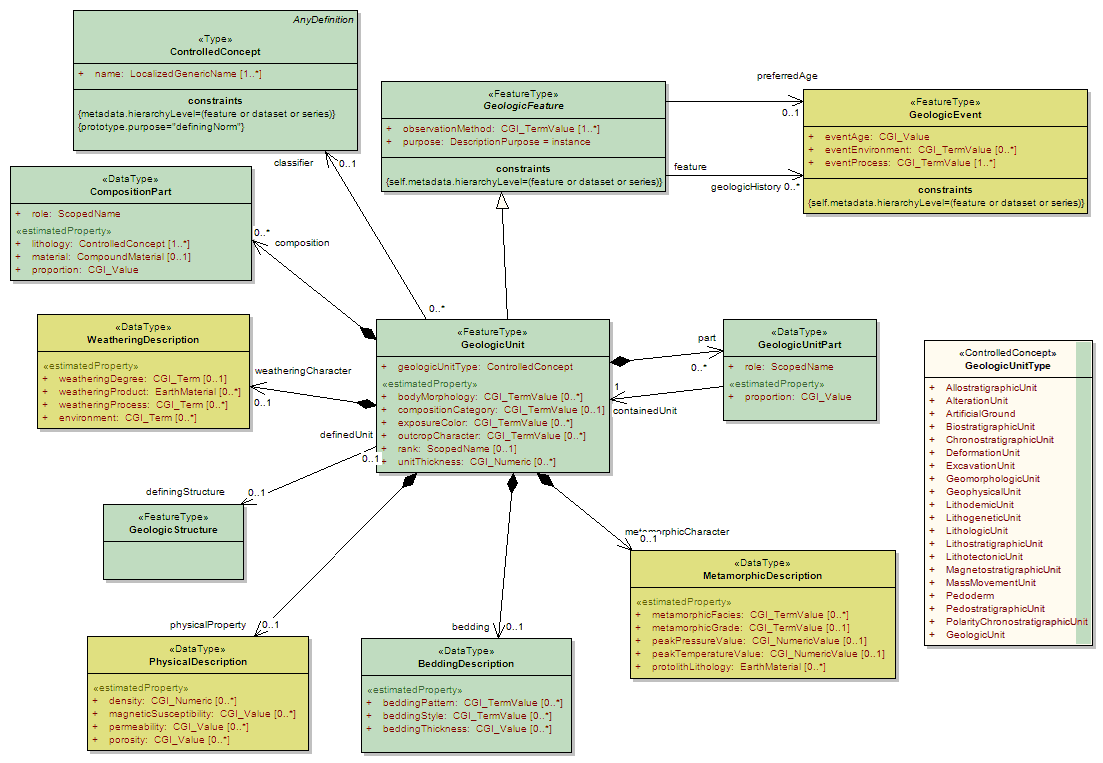 AnyDefinition
«Type»
ControlledConcept
+ name: LocalizedGenericName [1..*]
constraints
{metadata.hierarchyLevel=(feature or dataset or series)}
{prototype.purpose="definingNorm"}
classifier
0..1
0..*
«FeatureType»
GeologicFeature
+ observationMethod: CGI_TermValue [1..*]
+ purpose: DescriptionPurpose = instance
constraints
{self.metadata.hierarchyLevel=(feature or dataset or series)}
preferredAge
0..1
feature
geologicHistory 0..*
«FeatureType»
GeologicEvent
+ eventAge: CGI_Value
+ eventEnvironment: CGI_TermValue [0..*]
+ eventProcess: CGI_TermValue [1..*]
constraints
{self.metadata.hierarchyLevel=(feature or dataset or series)}
«DataType»
CompositionPart
+ role: ScopedName
«estimatedProperty»
+ lithology: ControlledConcept [1..*]
+ material: CompoundMaterial [0..1]
+ proportion: CGI_Value
0..*
composition
«DataType»
WeatheringDescription
«estimatedProperty»
+ weatheringDegree: CGI_Term [0..1]
+ weatheringProduct: EarthMaterial [0..*]
+ weatheringProcess: CGI_Term [0..*]
+ environment: CGI_Term [0..*]
weatheringCharacter
0..1
«FeatureType»
GeologicUnit
+ geologicUnitType: ControlledConcept
«estimatedProperty»
+ bodyMorphology: CGI_TermValue [0..*]
+ compositionCategory: CGI_TermValue [0..1]
+ exposureColor: CGI_TermValue [0..*]
+ outcropCharacter: CGI_TermValue [0..*]
+ rank: ScopedName [0..1]
+ unitThickness: CGI_Numeric [0..*]
part
0..*
1
containedUnit
«DataType»
GeologicUnitPart
+ role: ScopedName
«estimatedProperty»
+ proportion: CGI_Value
«ControlledConcept»
GeologicUnitType
+ AllostratigraphicUnit
+ AlterationUnit
+ ArtificialGround
+ BiostratigraphicUnit
+ ChronostratigraphicUnit
+ DeformationUnit
+ ExcavationUnit
+ GeomorphologicUnit
+ GeophysicalUnit
+ LithodemicUnit
+ LithogeneticUnit
+ LithologicUnit
+ LithostratigraphicUnit
+ LithotectonicUnit
+ MagnetostratigraphicUnit
+ MassMovementUnit
+ Pedoderm
+ PedostratigraphicUnit
+ PolarityChronostratigraphicUnit
+ GeologicUnit
definedUnit
0..1
definingStructure
0..1
«FeatureType»
GeologicStructure
physicalProperty
0..1
«DataType»
PhysicalDescription
«estimatedProperty»
+ density: CGI_Numeric [0..*]
+ magneticSusceptibility: CGI_Value [0..*]
+ permeability: CGI_Value [0..*]
+ porosity: CGI_Value [0..*]
bedding
0..1
«DataType»
BeddingDescription
«estimatedProperty»
+ beddingPattern: CGI_TermValue [0..*]
+ beddingStyle: CGI_TermValue [0..*]
+ beddingThickness: CGI_Value [0..*]
metamorphicCharacter
0..1
«DataType»
MetamorphicDescription
«estimatedProperty»
+ metamorphicFacies: CGI_TermValue [0..*]
+ metamorphicGrade: CGI_TermValue [0..1]
+ peakPressureValue: CGI_NumericValue [0..1]
+ peakTemperatureValue: CGI_NumericValue [0..1]
+ protolithLithology: EarthMaterial [0..*]